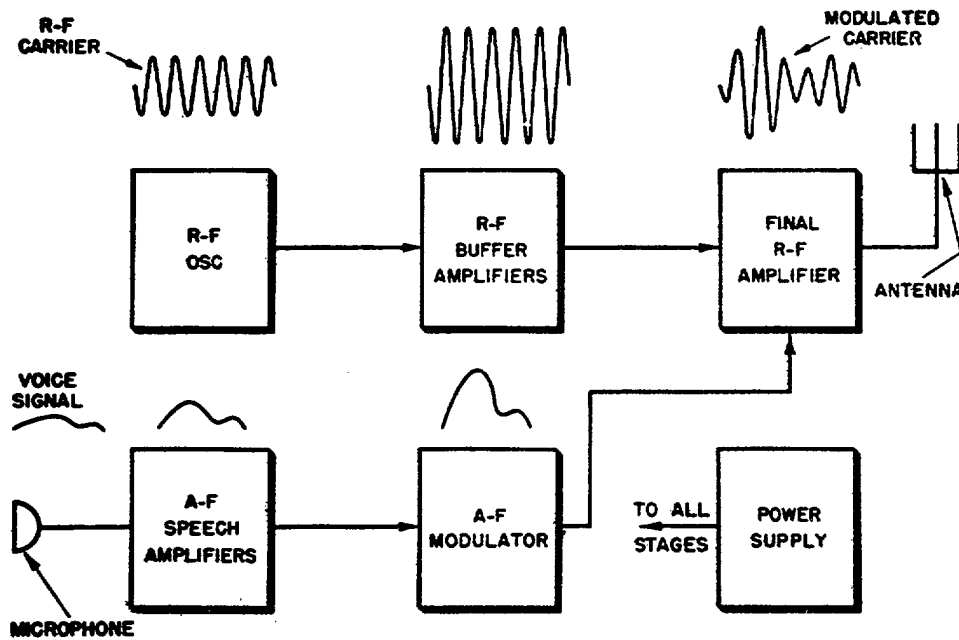 R-F
CARRIER
MODULATED
CARRIER
R-F
OSC
R-F
BUFFER
AMPLIFIERS
FINAL
R-F
AMPLIFIER
ANTENNA
VOICE
SIGNAL
A-F
SPEECH
AMPLIFIERS
A-F
MODULATOR
TO ALL
STAGES
POWER
SUPPLY
MICROPHONE